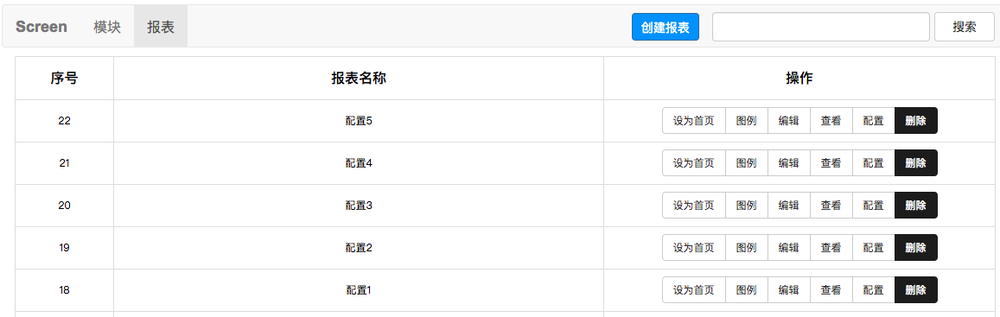 Screen 模块 报表 创建报表 搜索
序号 报表名称 操作
22 配置5 设为首页 图例 编辑 查看 配置 删除
21 配置4 设为首页 图例 编辑 查看 配置 删除
20 配置3 设为首页 图例 编辑 查看 配置 删除
19 配置2 设为首页 图例 编辑 查看 配置 删除
18 配置1 设为首页 图例 编辑 查看 配置 删除